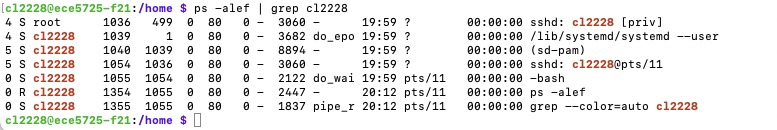 [cl2228@ece5725-f21:/home $ ps -alef | grep cl2228
4 S root 1036 499 0 80 0 - 3060 - 19:59 ? 00:00:00 sshd: cl2228 [priv]
4 S cl2228 1039 1 0 80 0 - 3682 do_epo 19:59 ? 00:00:00 /lib/systemd/systemd --user
5 S cl2228 1040 1039 0 80 0 - 8894 - 19:59 ? 00:00:00 (sd-pam)
5 S cl2228 1054 1036 0 80 0 - 3060 - 19:59 ? 00:00:00 sshd: cl2228@pts/11
0 S cl2228 1055 1054 0 80 0 - 2122 do_wai 19:59 pts/11 00:00:00 -bash
0 R cl2228 1354 1055 0 80 0 - 2447 - 20:12 pts/11 00:00:00 ps -alef
0 S cl2228 1355 1055 0 80 0 - 1837 pipe_r 20:12 pts/11 00:00:00 grep --color=auto cl2228
cl2228@ece5725-f21:/home $